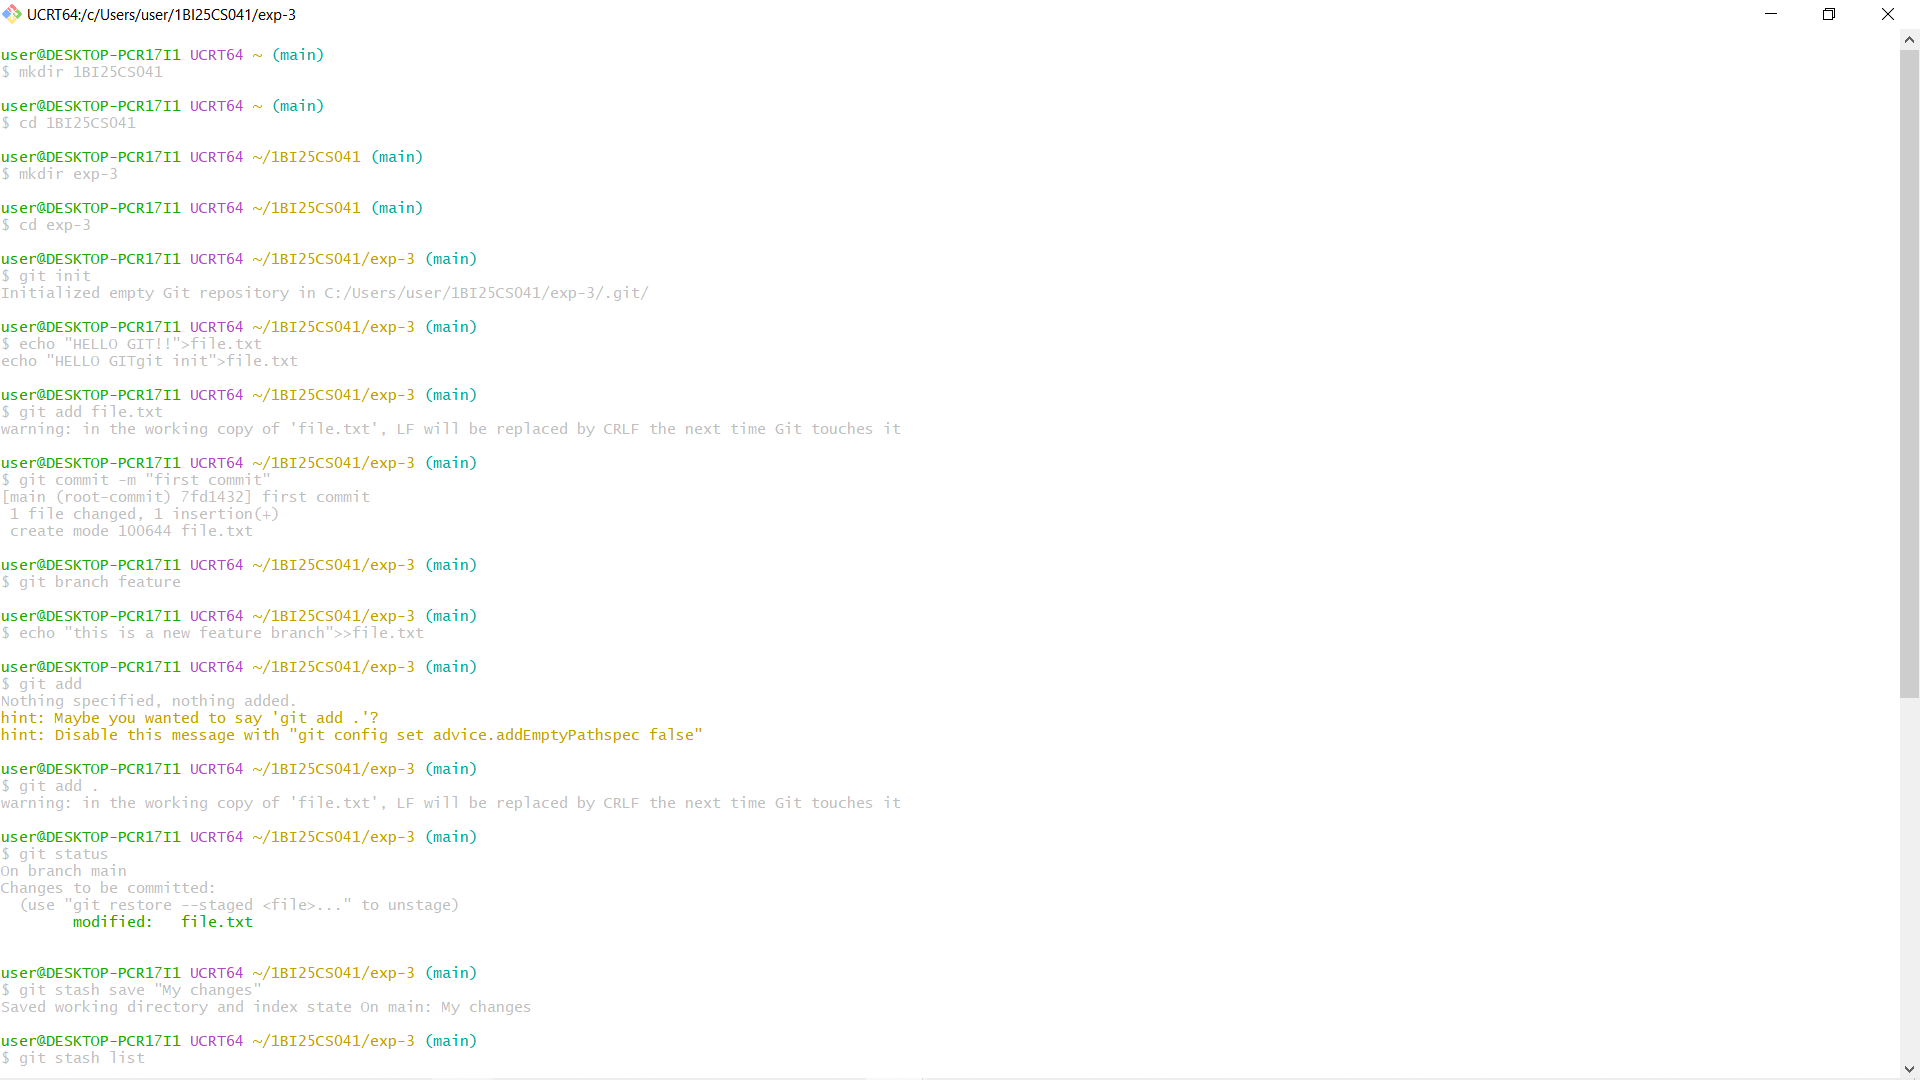 UCRT64:/c/Users/user/1BI25CS041/exp-3
user@DESKTOP-PCR17I1 UCRT64 ~ (main)
$ mkdir 1BI25CS041
user@DESKTOP-PCR17I1 UCRT64 ~ (main)
$ cd 1BI25CS041
user@DESKTOP-PCR17I1 UCRT64 ~/1BI25CS041 (main)
$ mkdir exp-3
user@DESKTOP-PCR17I1 UCRT64 ~/1BI25CS041 (main)
$ cd exp-3
user@DESKTOP-PCR17I1 UCRT64 ~/1BI25CS041/exp-3 (main)
$ git init
Initialized empty Git repository in C:/Users/user/1BI25CS041/exp-3/.git/
user@DESKTOP-PCR17I1 UCRT64 ~/1BI25CS041/exp-3 (main)
$ echo "HELLO GIT!!">file.txt
echo "HELLO GITgit init">file.txt
user@DESKTOP-PCR17I1 UCRT64 ~/1BI25CS041/exp-3 (main)
$ git add file.txt
warning: in the working copy of 'file.txt', LF will be replaced by CRLF the next time Git touches it
user@DESKTOP-PCR17I1 UCRT64 ~/1BI25CS041/exp-3 (main)
$ git commit -m "first commit"
[main (root-commit) 7fd1432] first commit
 1 file changed, 1 insertion(+)
 create mode 100644 file.txt
user@DESKTOP-PCR17I1 UCRT64 ~/1BI25CS041/exp-3 (main)
$ git branch feature
user@DESKTOP-PCR17I1 UCRT64 ~/1BI25CS041/exp-3 (main)
$ echo "this is a new feature branch">>file.txt
user@DESKTOP-PCR17I1 UCRT64 ~/1BI25CS041/exp-3 (main)
$ git add
Nothing specified, nothing added.
hint: Maybe you wanted to say 'git add .'?
hint: Disable this message with "git config set advice.addEmptyPathspec false"
user@DESKTOP-PCR17I1 UCRT64 ~/1BI25CS041/exp-3 (main)
$ git add .
warning: in the working copy of 'file.txt', LF will be replaced by CRLF the next time Git touches it
user@DESKTOP-PCR17I1 UCRT64 ~/1BI25CS041/exp-3 (main)
$ git status
On branch main
Changes to be committed:
  (use "git restore --staged <file>..." to unstage)
        modified:   file.txt
user@DESKTOP-PCR17I1 UCRT64 ~/1BI25CS041/exp-3 (main)
$ git stash save "My changes"
Saved working directory and index state On main: My changes
user@DESKTOP-PCR17I1 UCRT64 ~/1BI25CS041/exp-3 (main)
$ git stash list